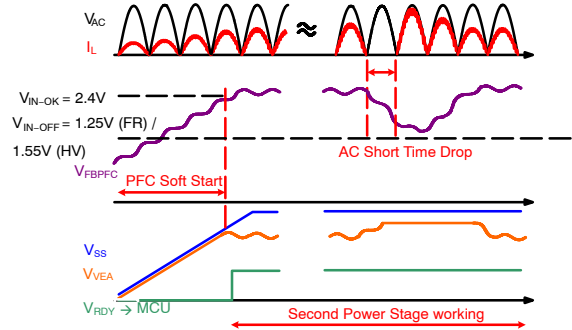 VAC
IL
VIN–OK = 2.4V
VIN–OFF = 1.25V (FR) /
1.55V (HV)
VFBPFC
AC Short Time Drop
PFC Soft Start
VSS
VVEA
VRDY → MCU
Second Power Stage working